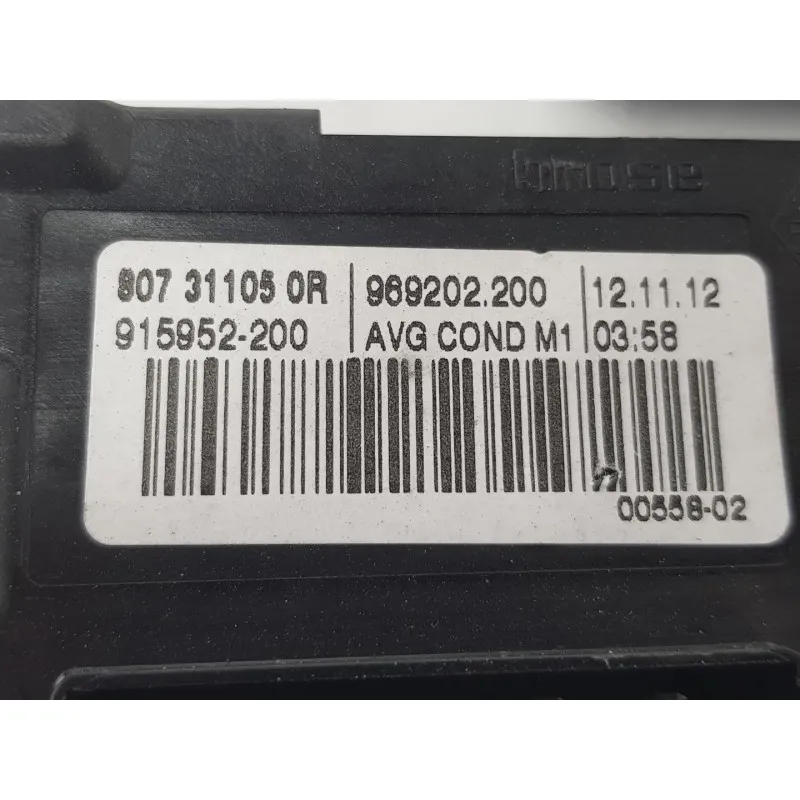 brose
807 31105 0R 969202.200 12.11.12
915952-200 AVG COND M1 03:58
00558-02